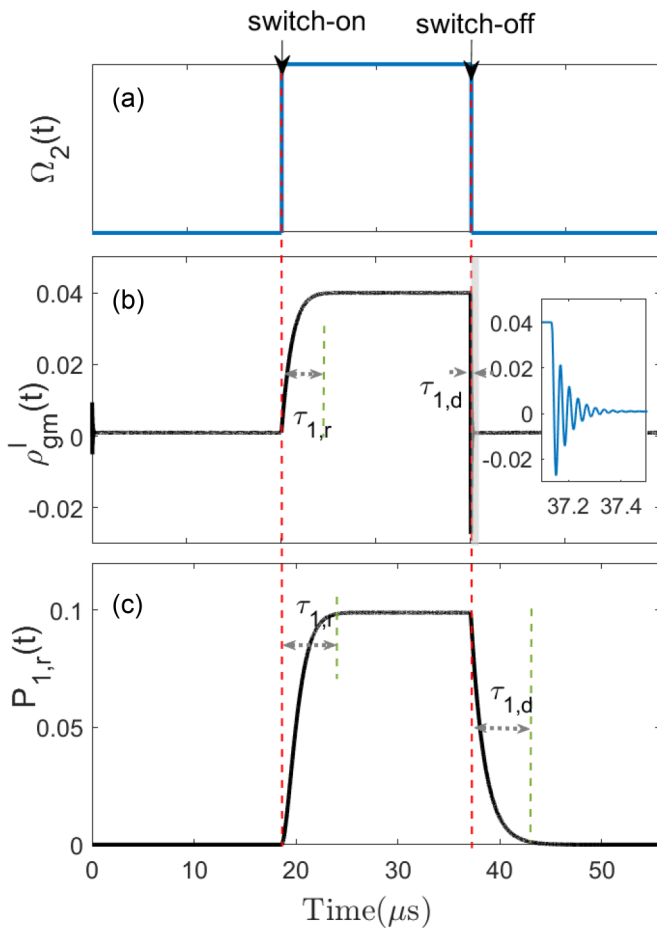 switch-on switch-off
(a)
Ω₂(t)
(b)
0.04
0.02
0
-0.02
ρᴵgm(t)
τ1,r
τ1,d
0.04
0.02
0
-0.02
37.2 37.4
(c)
0.1
0.05
0
P1,r(t)
τ1,r
τ1,d
0 20 30 40 50
Time(μs)